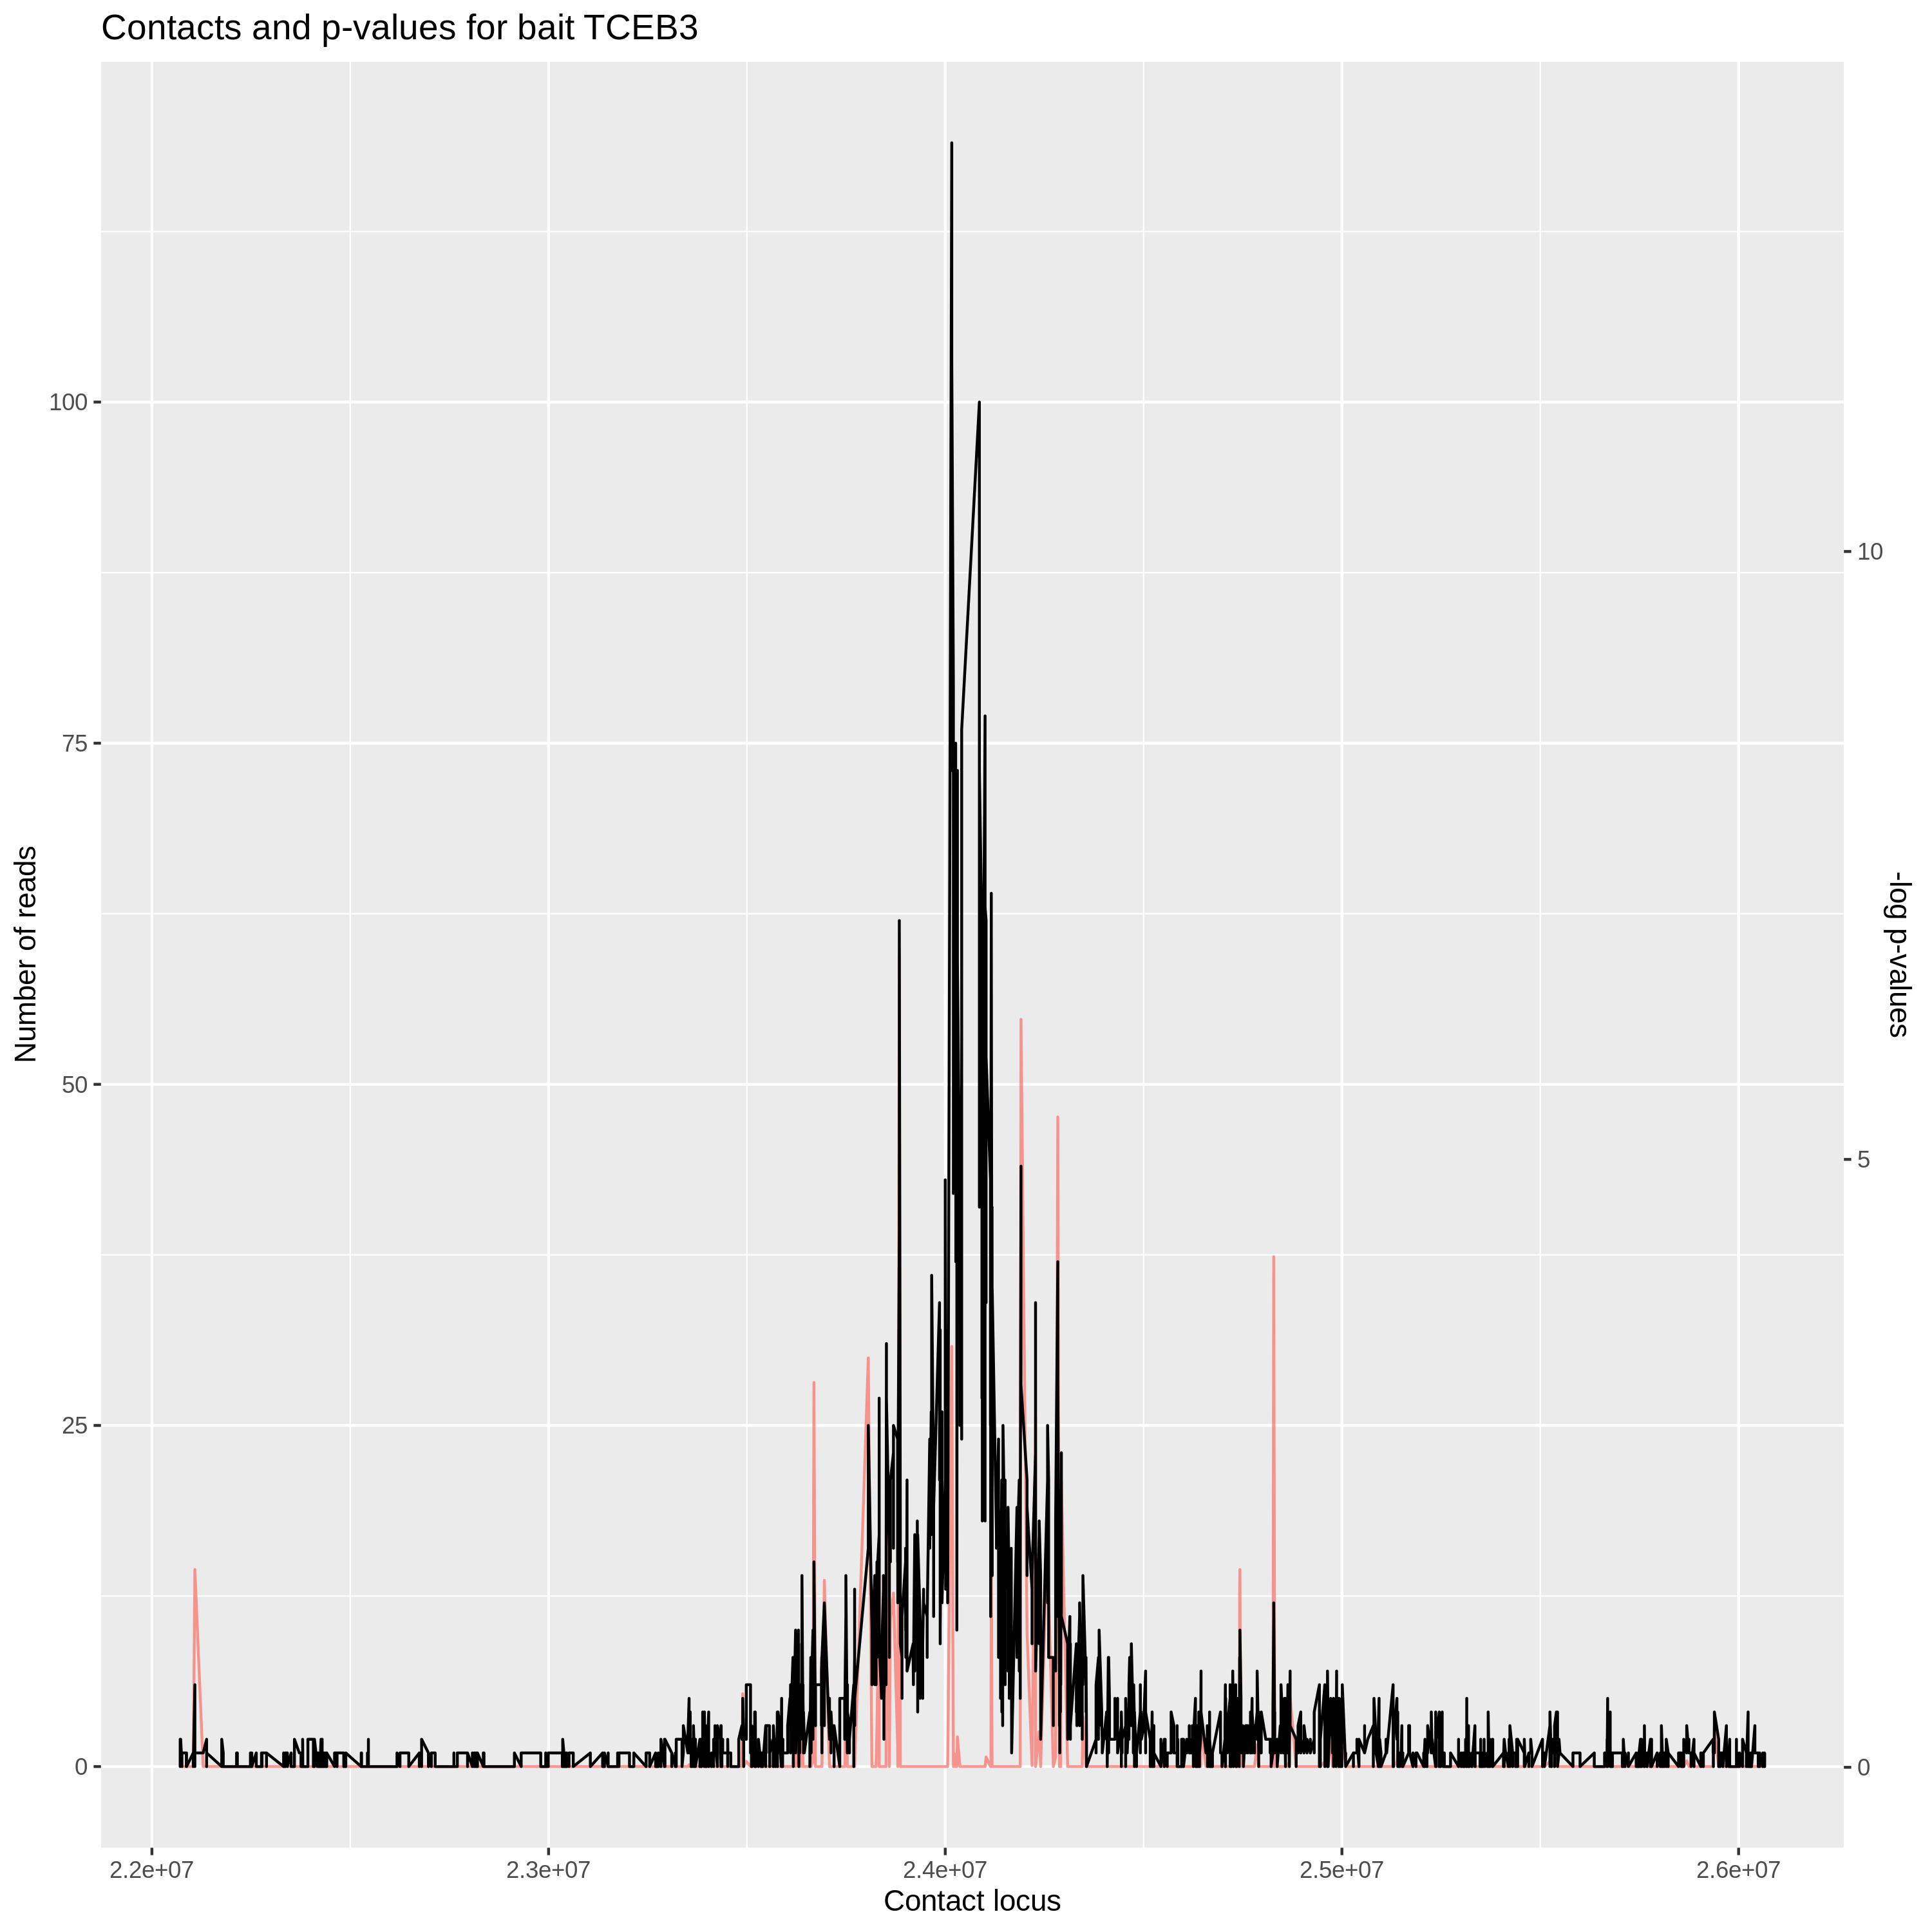 Contacts and p-values for bait TCEB3
100
75
50
25
0
Number of reads
10
5
0
-log p-values
2.2e+07
2.3e+07
2.4e+07
2.5e+07
2.6e+07
Contact locus